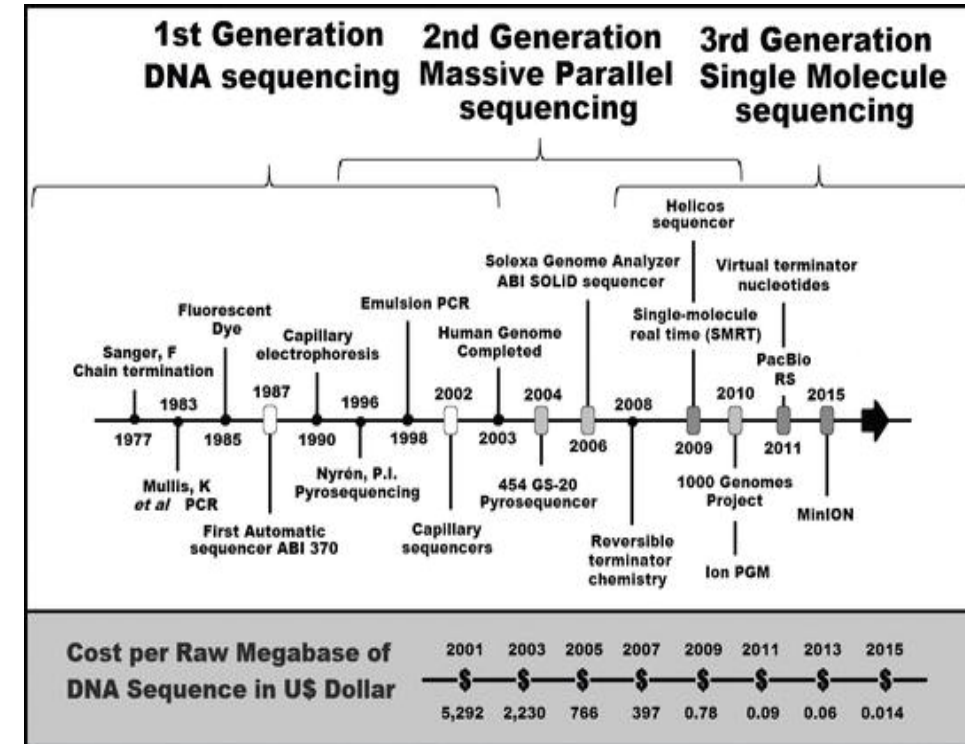 1st Generation
DNA sequencing
2nd Generation
Massive Parallel
sequencing
3rd Generation
Single Molecule
sequencing
Helicos
sequencer
Solexa Genome Analyzer
ABI SOLiD sequencer
Virtual terminator
nucleotides
Fluorescent
Dye
Emulsion PCR
Single-molecule
real time (SMRT)
Capillary
electrophoresis
Human Genome
Completed
Sanger, F
Chain termination
PacBio
RS
1983
1987
1996
2002
2004
2008
2010
2015
1977
1985
1990
1998
2003
2006
2009
2011
Mullis, K
et al PCR
Nyrén, P.I.
Pyrosequencing
454 GS-20
Pyrosequencer
1000 Genomes
Project
MinION
First Automatic
sequencer ABI 370
Capillary
sequencers
Reversible
terminator
chemistry
Ion PGM
Cost per Raw Megabase of
DNA Sequence in U$ Dollar
2001 2003 2005 2007 2009 2011 2013 2015
$ $ $ $ $ $ $ $
5,292 2,230 766 397 0.78 0.09 0.06 0.014